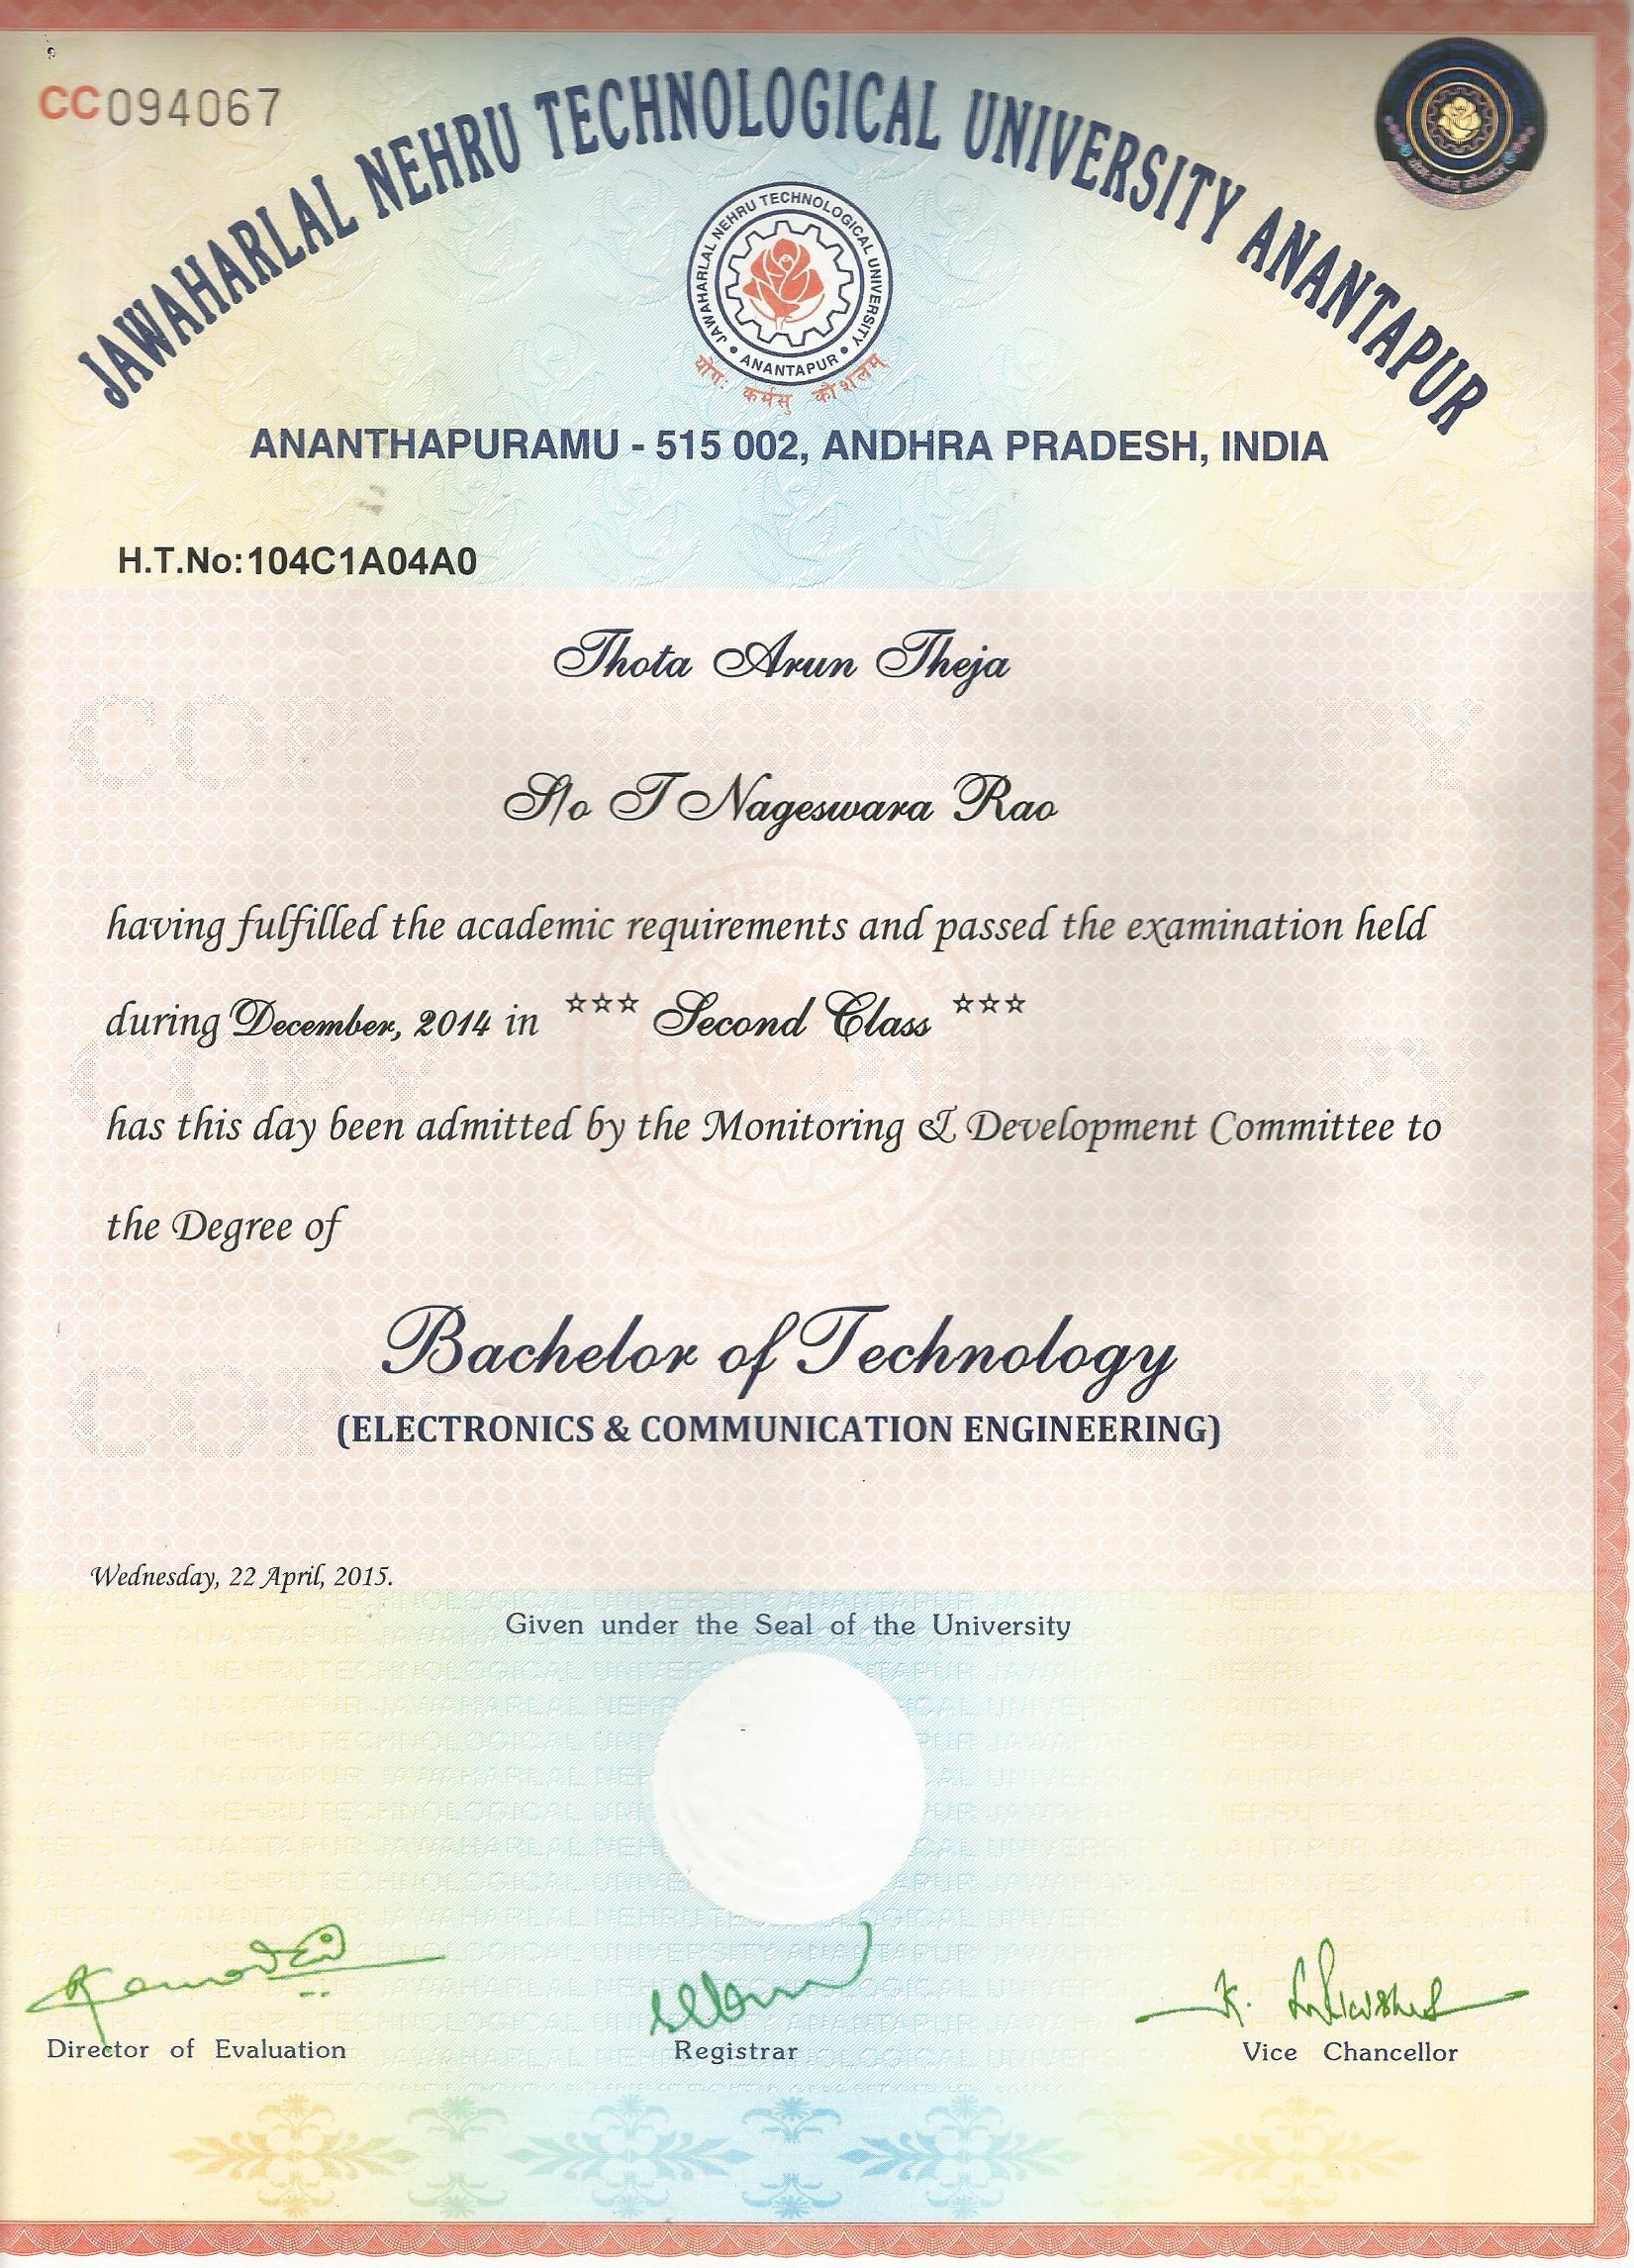 CC094067
JAWAHARLAL NEHRU TECHNOLOGICAL UNIVERSITY ANANTAPUR
JAWAHARLAL NEHRU TECHNOLOGICAL UNIVERSITY
• ANANTAPUR •
योगः कर्मसु कौशलम्
ANANTHAPURAMU - 515 002, ANDHRA PRADESH, INDIA
H.T.No:104C1A04A0
Thota Arun Theja
S/o T Nageswara Rao
having fulfilled the academic requirements and passed the examination held
during December, 2014 in *** Second Class ***
has this day been admitted by the Monitoring & Development Committee to
the Degree of
Bachelor of Technology
(ELECTRONICS & COMMUNICATION ENGINEERING)
Wednesday, 22 April, 2015.
Given under the Seal of the University
Director of Evaluation
Registrar
Vice Chancellor